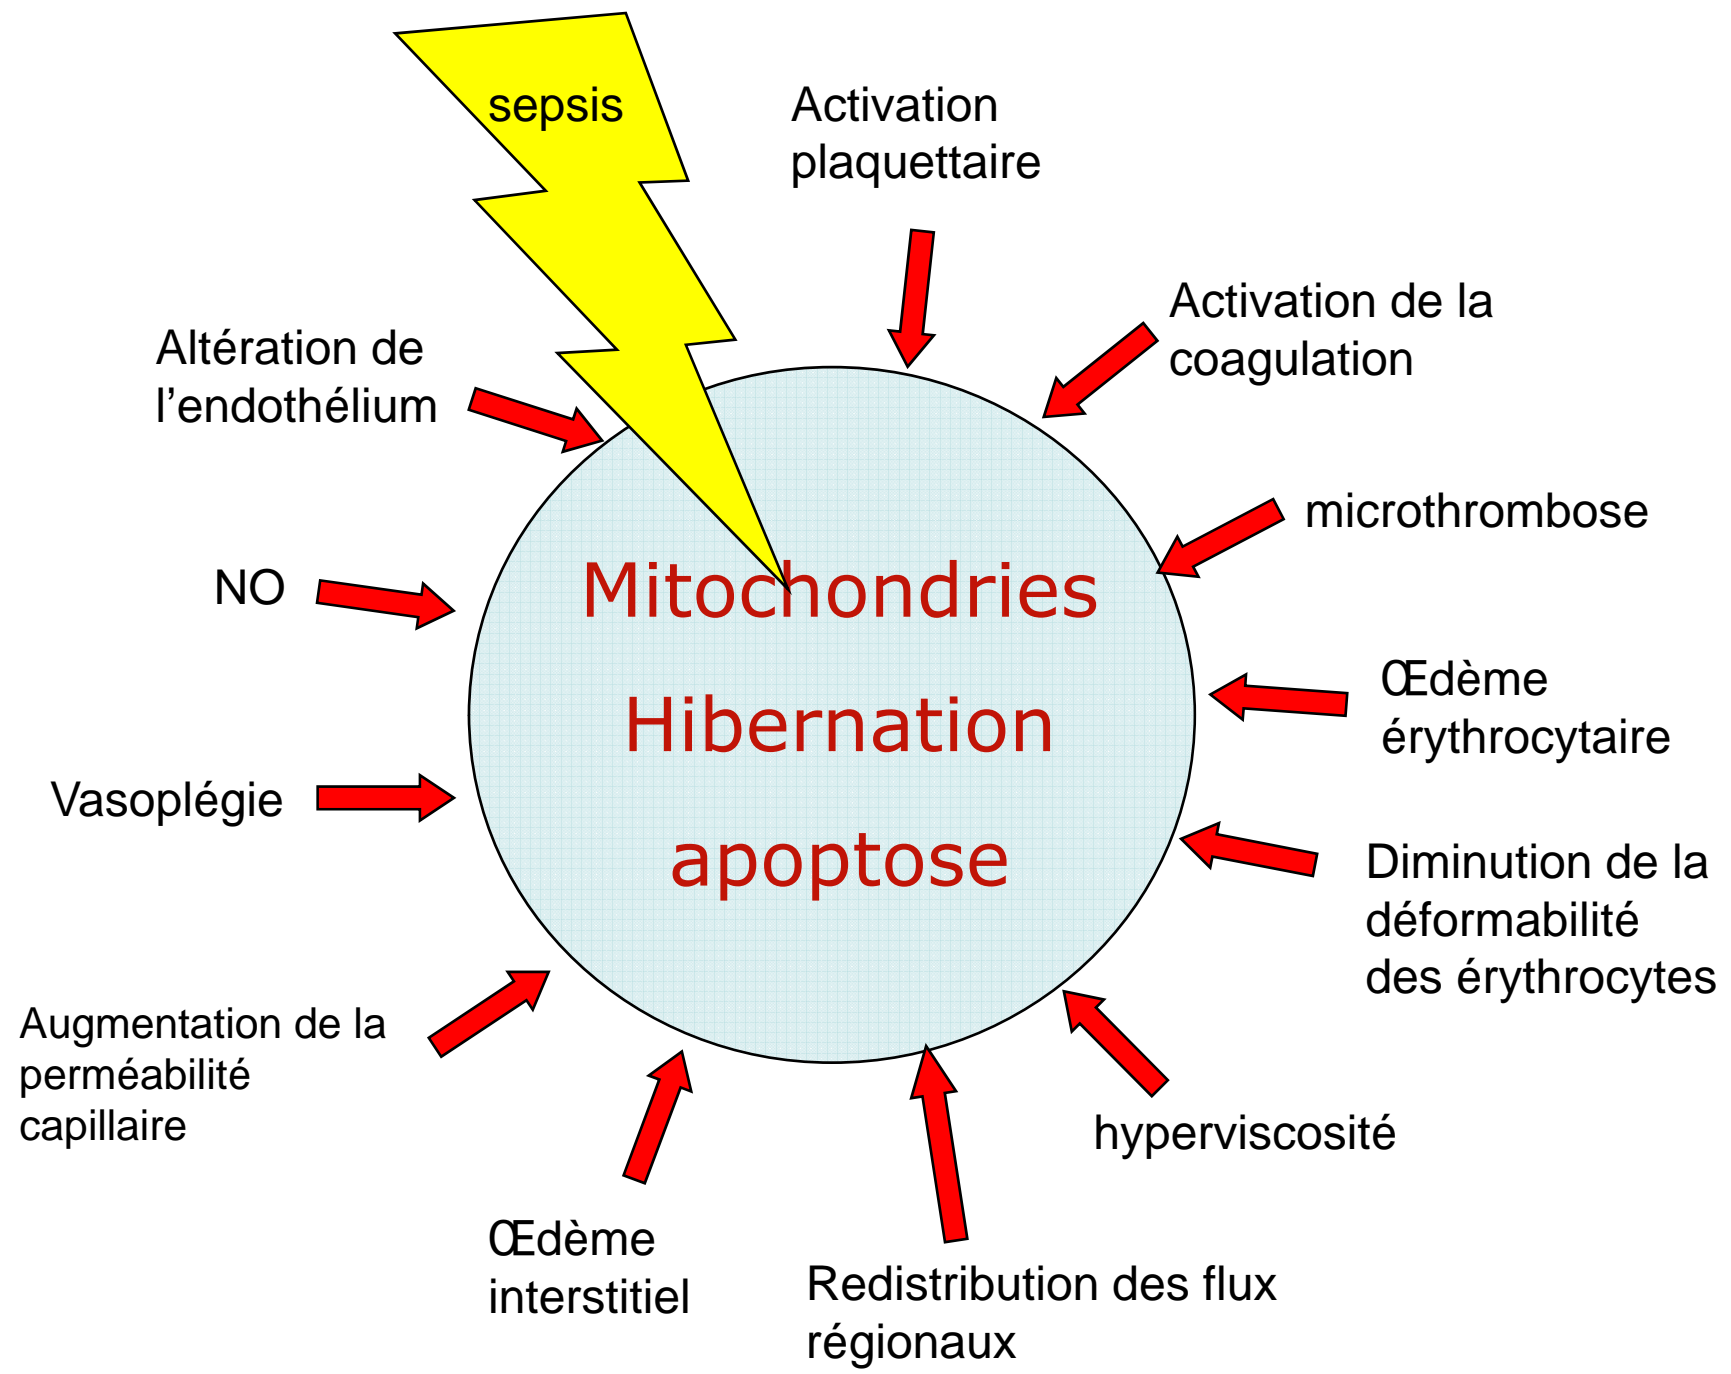 sepsis
Activation
plaquettaire
Activation de la
coagulation
Altération de
l’endothélium
microthrombose
NO
Mitochondries
Hibernation
apoptose
Œdème
érythrocytaire
Vasoplégie
Diminution de la
déformabilité
des érythrocytes
Augmentation de la
perméabilité
capillaire
hyperviscosité
Œdème
interstitiel
Redistribution des flux
régionaux